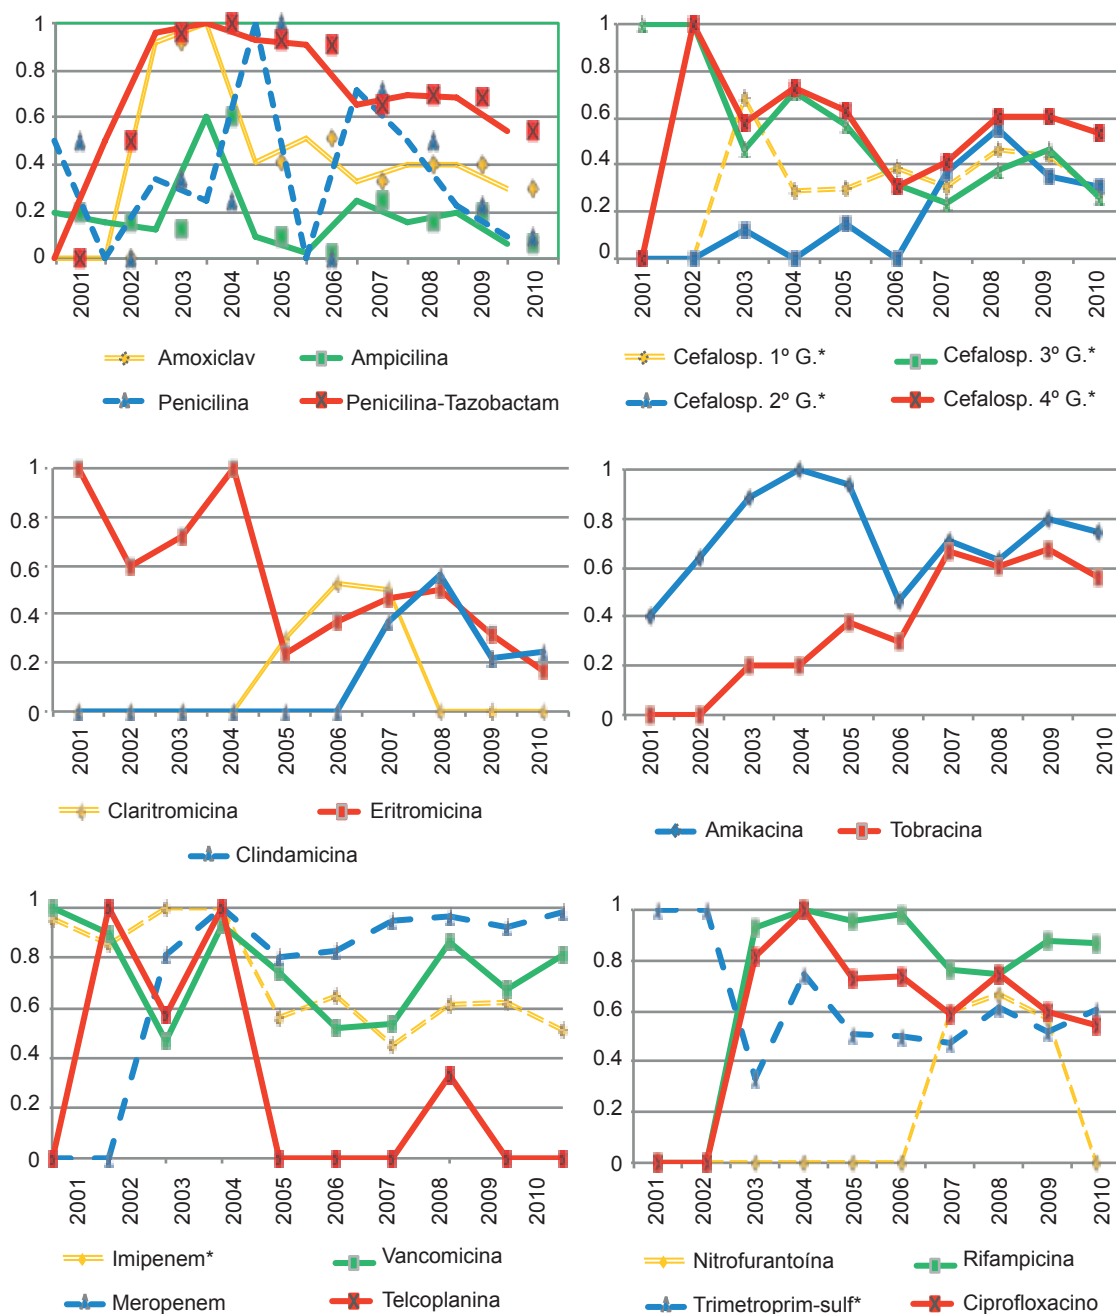 1
0.8
0.6
0.4
0.2
0
2001 2002 2003 2004 2005 2006 2007 2008 2009 2010
Amoxiclav Ampicilina
Penicilina Penicilina-Tazobactam
1
0.8
0.6
0.4
0.2
0
2001 2002 2003 2004 2005 2006 2007 2008 2009 2010
Cefalosp. 1º G.* Cefalosp. 3º G.*
Cefalosp. 2º G.* Cefalosp. 4º G.*
1
0.8
0.6
0.4
0.2
0
2001 2002 2003 2004 2005 2006 2007 2008 2009 2010
Claritromicina Eritromicina
Clindamicina
1
0.8
0.6
0.4
0.2
0
2001 2002 2003 2004 2005 2006 2007 2008 2009 2010
Amikacina Tobracina
1
0.8
0.6
0.4
0.2
0
2001 2002 2003 2004 2005 2006 2007 2008 2009 2010
Imipenem* Vancomicina
Meropenem Telcoplanina
1
0.8
0.6
0.4
0.2
0
2001 2002 2003 2004 2005 2006 2007 2008 2009 2010
Nitrofurantoína Rifampicina
Trimetroprim-sulf* Ciprofloxacino